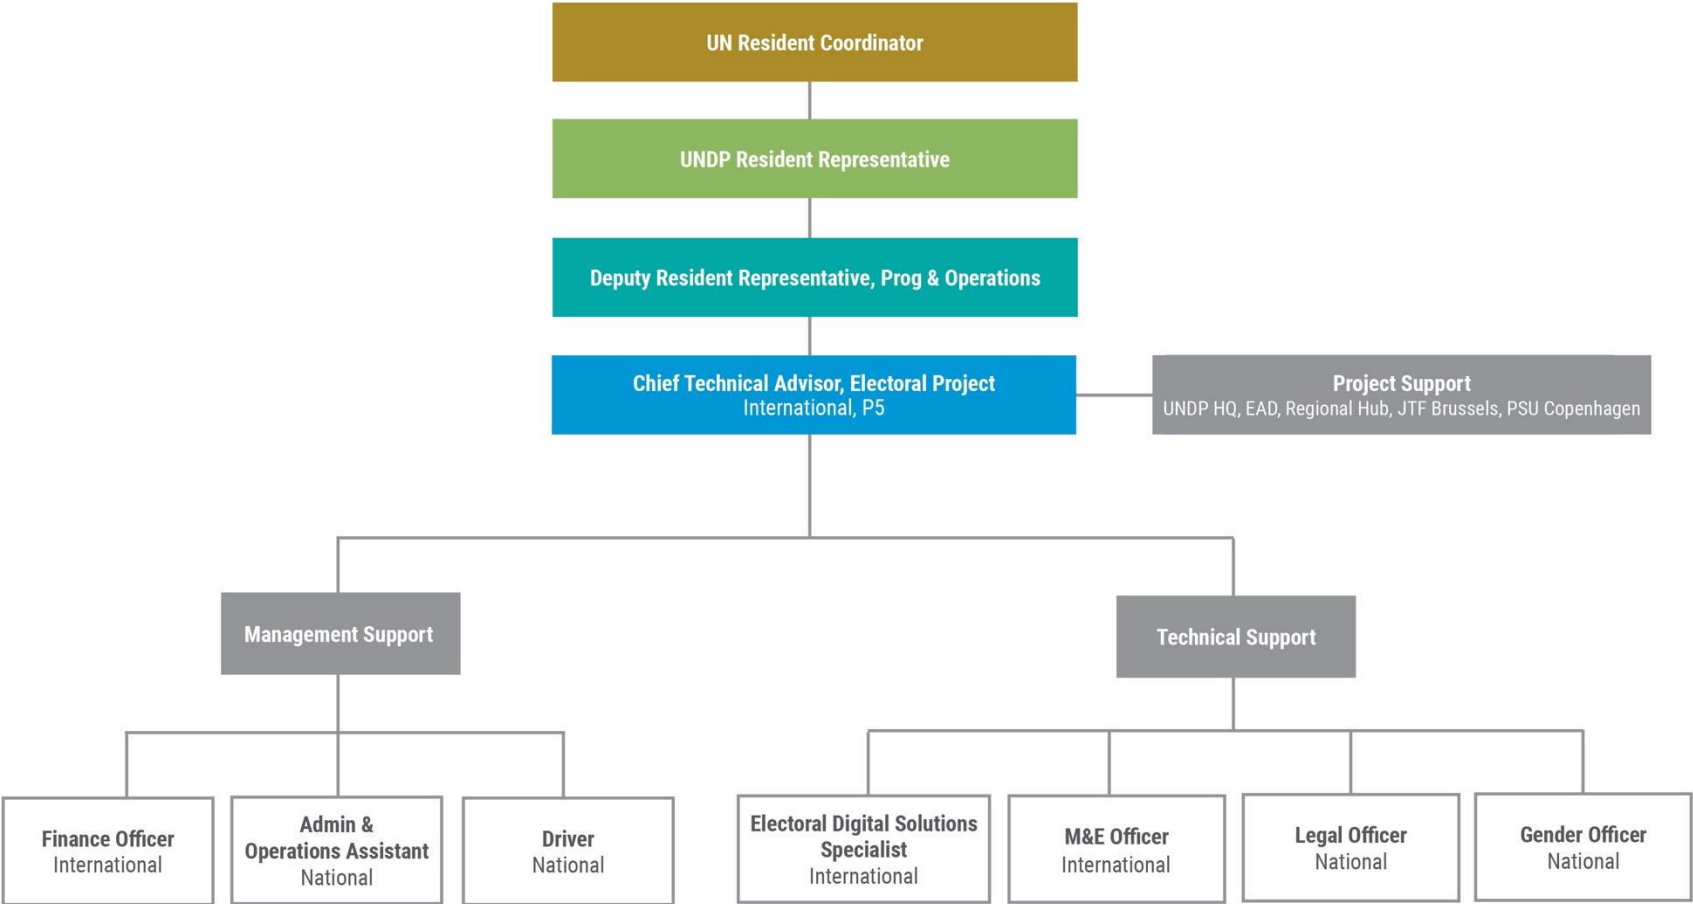 UN Resident Coordinator
UNDP Resident Representative
Deputy Resident Representative, Prog & Operations
Chief Technical Advisor, Electoral Project
International, P5
Project Support
UNDP HQ, EAD, Regional Hub, JTF Brussels, PSU Copenhagen
Management Support
Technical Support
Finance Officer
International
Admin &
Operations Assistant
National
Driver
National
Electoral Digital Solutions
Specialist
International
M&E Officer
International
Legal Officer
National
Gender Officer
National